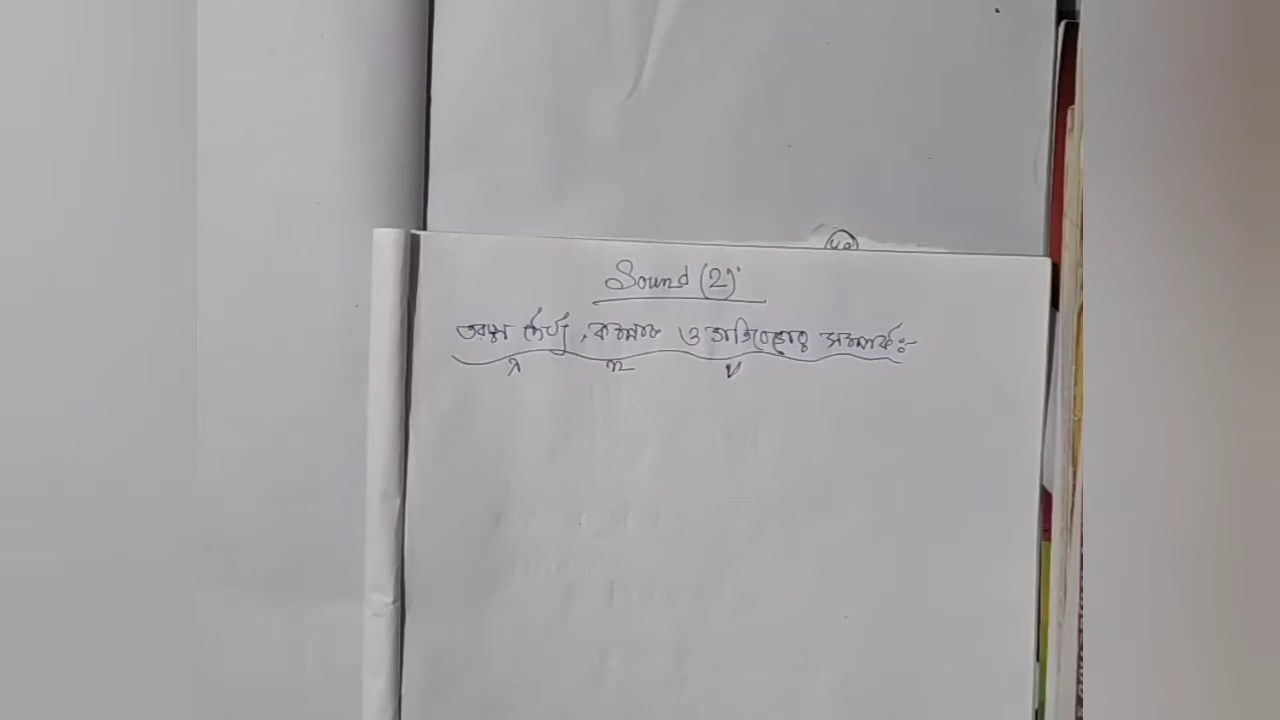 Sound (2)
তরঙ্গ দৈর্ঘ্য, কম্পাঙ্ক ও গতিবেগের সম্পর্ক :-
λ n v